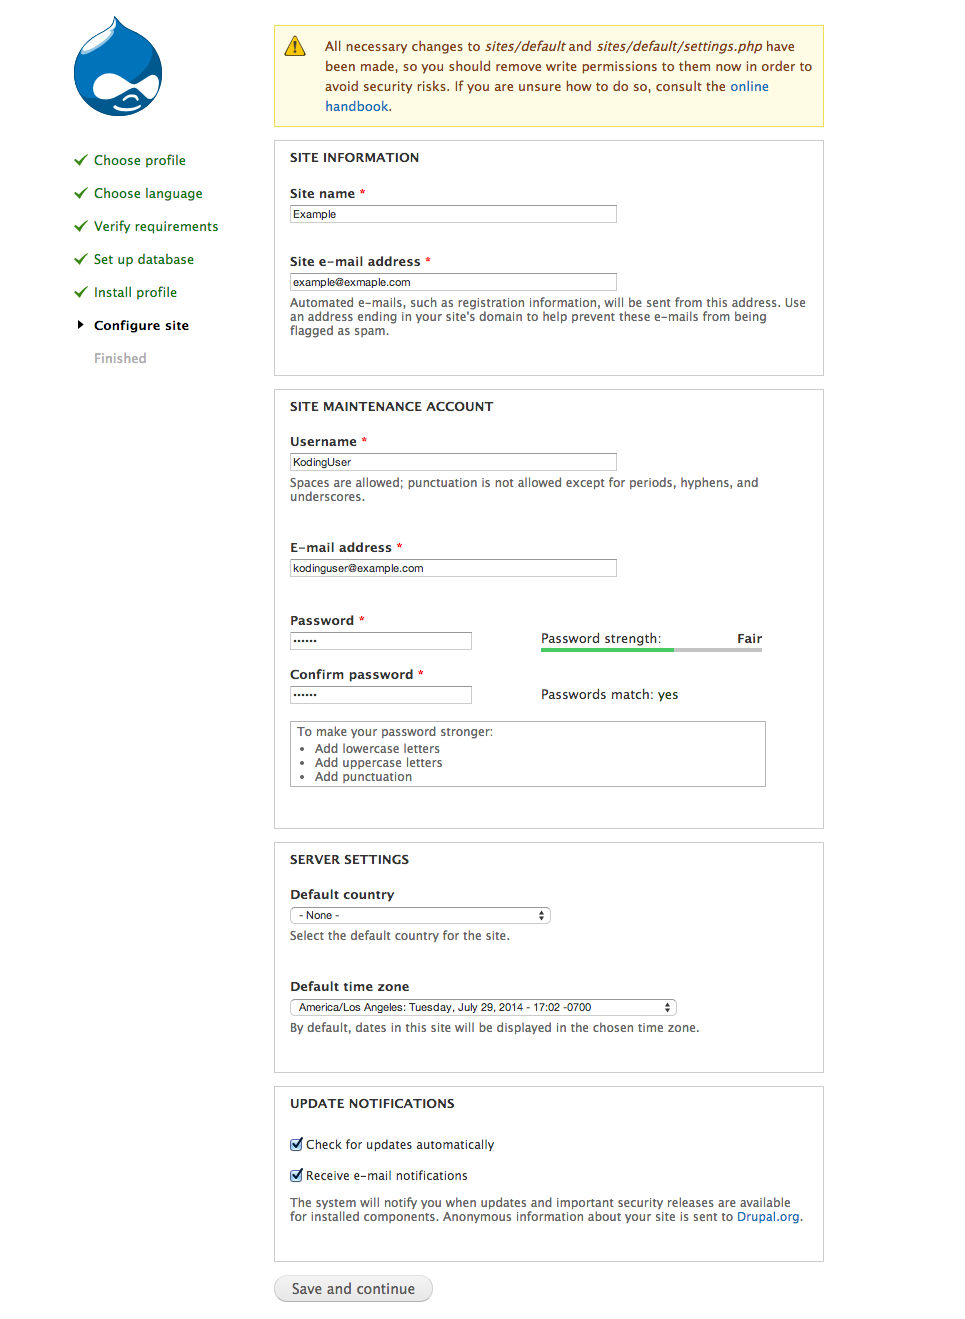 All necessary changes to sites/default and sites/default/settings.php have
been made, so you should remove write permissions to them now in order to
avoid security risks. If you are unsure how to do so, consult the online
handbook.
Choose profile
Choose language
Verify requirements
Set up database
Install profile
Configure site
Finished
SITE INFORMATION
Site name *
Example
Site e-mail address *
example@exmaple.com
Automated e-mails, such as registration information, will be sent from this address. Use
an address ending in your site's domain to help prevent these e-mails from being
flagged as spam.
SITE MAINTENANCE ACCOUNT
Username *
KodingUser
Spaces are allowed; punctuation is not allowed except for periods, hyphens, and
underscores.
E-mail address *
kodinguser@example.com
Password *
••••••
Password strength: Fair
Confirm password *
••••••
Passwords match: yes
To make your password stronger:
• Add lowercase letters
• Add uppercase letters
• Add punctuation
SERVER SETTINGS
Default country
- None -
Select the default country for the site.
Default time zone
America/Los Angeles: Tuesday, July 29, 2014 - 17:02 -0700
By default, dates in this site will be displayed in the chosen time zone.
UPDATE NOTIFICATIONS
Check for updates automatically
Receive e-mail notifications
The system will notify you when updates and important security releases are available
for installed components. Anonymous information about your site is sent to Drupal.org.
Save and continue